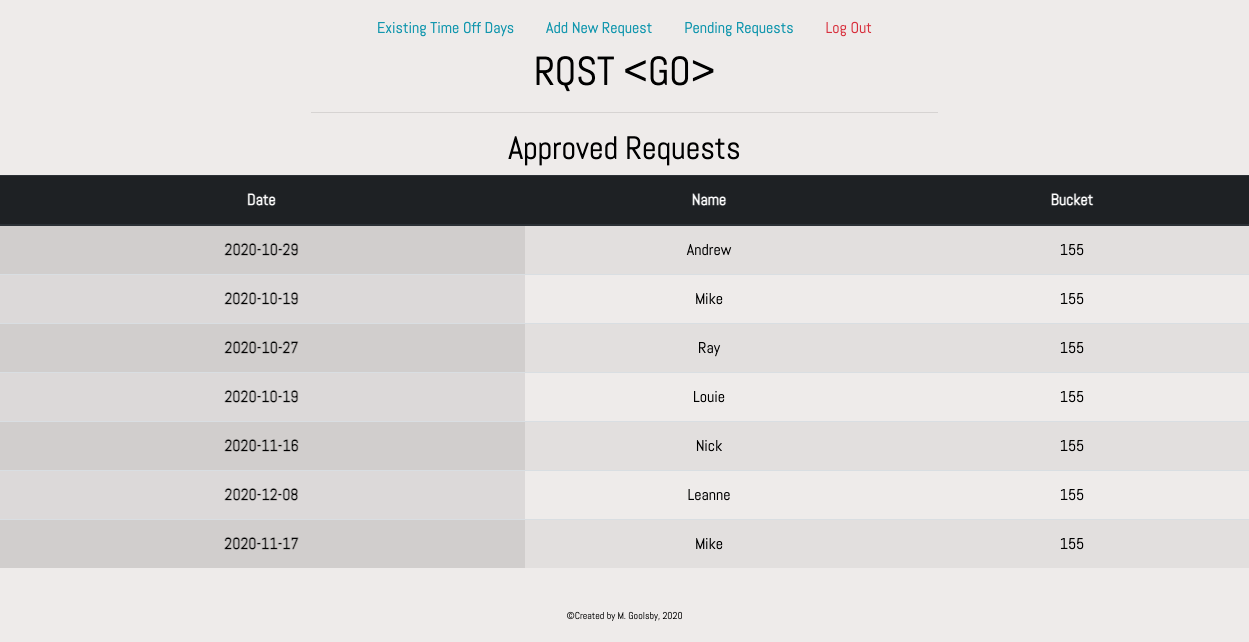 Existing Time Off Days Add New Request Pending Requests Log Out
RQST <GO>
Approved Requests
Date Name Bucket
2020-10-29 Andrew 155
2020-10-19 Mike 155
2020-10-27 Ray 155
2020-10-19 Louie 155
2020-11-16 Nick 155
2020-12-08 Leanne 155
2020-11-17 Mike 155
©Created by M. Goolsby, 2020